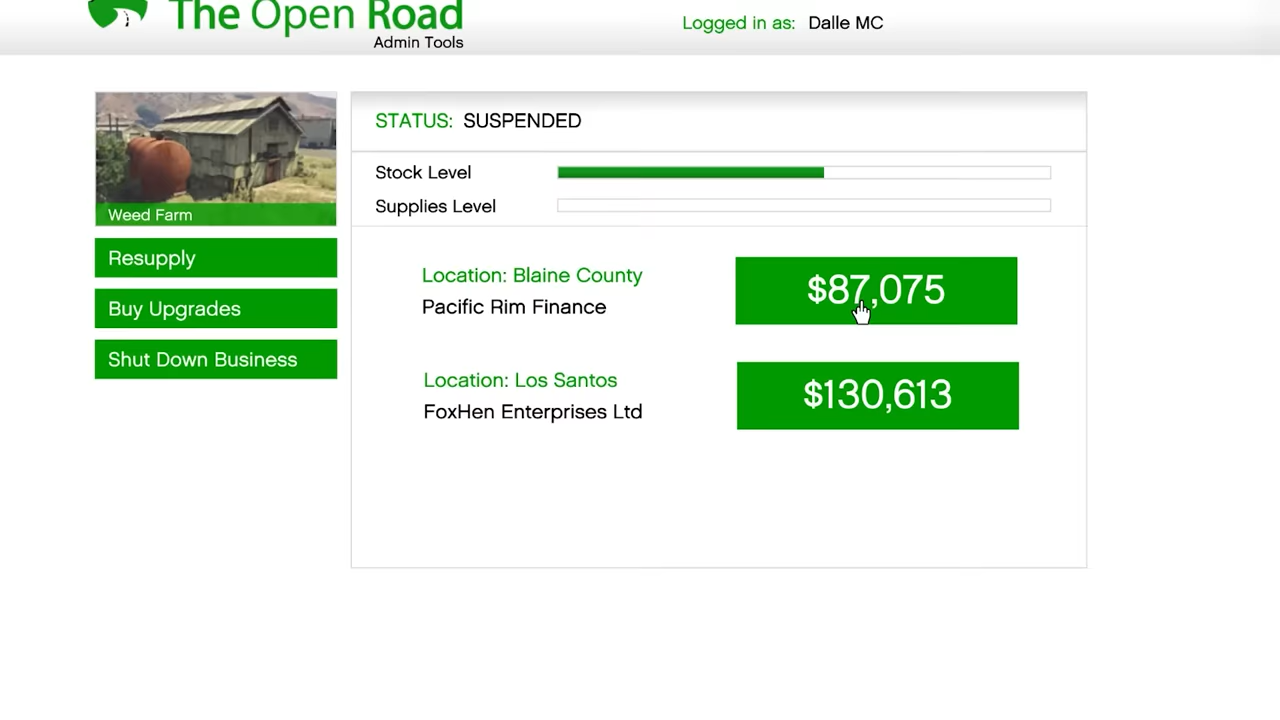 The Open Road
Admin Tools
Logged in as: Dalle MC
Weed Farm
Resupply
Buy Upgrades
Shut Down Business
STATUS: SUSPENDED
Stock Level
Supplies Level
Location: Blaine County
Pacific Rim Finance
$87,075
Location: Los Santos
FoxHen Enterprises Ltd
$130,613